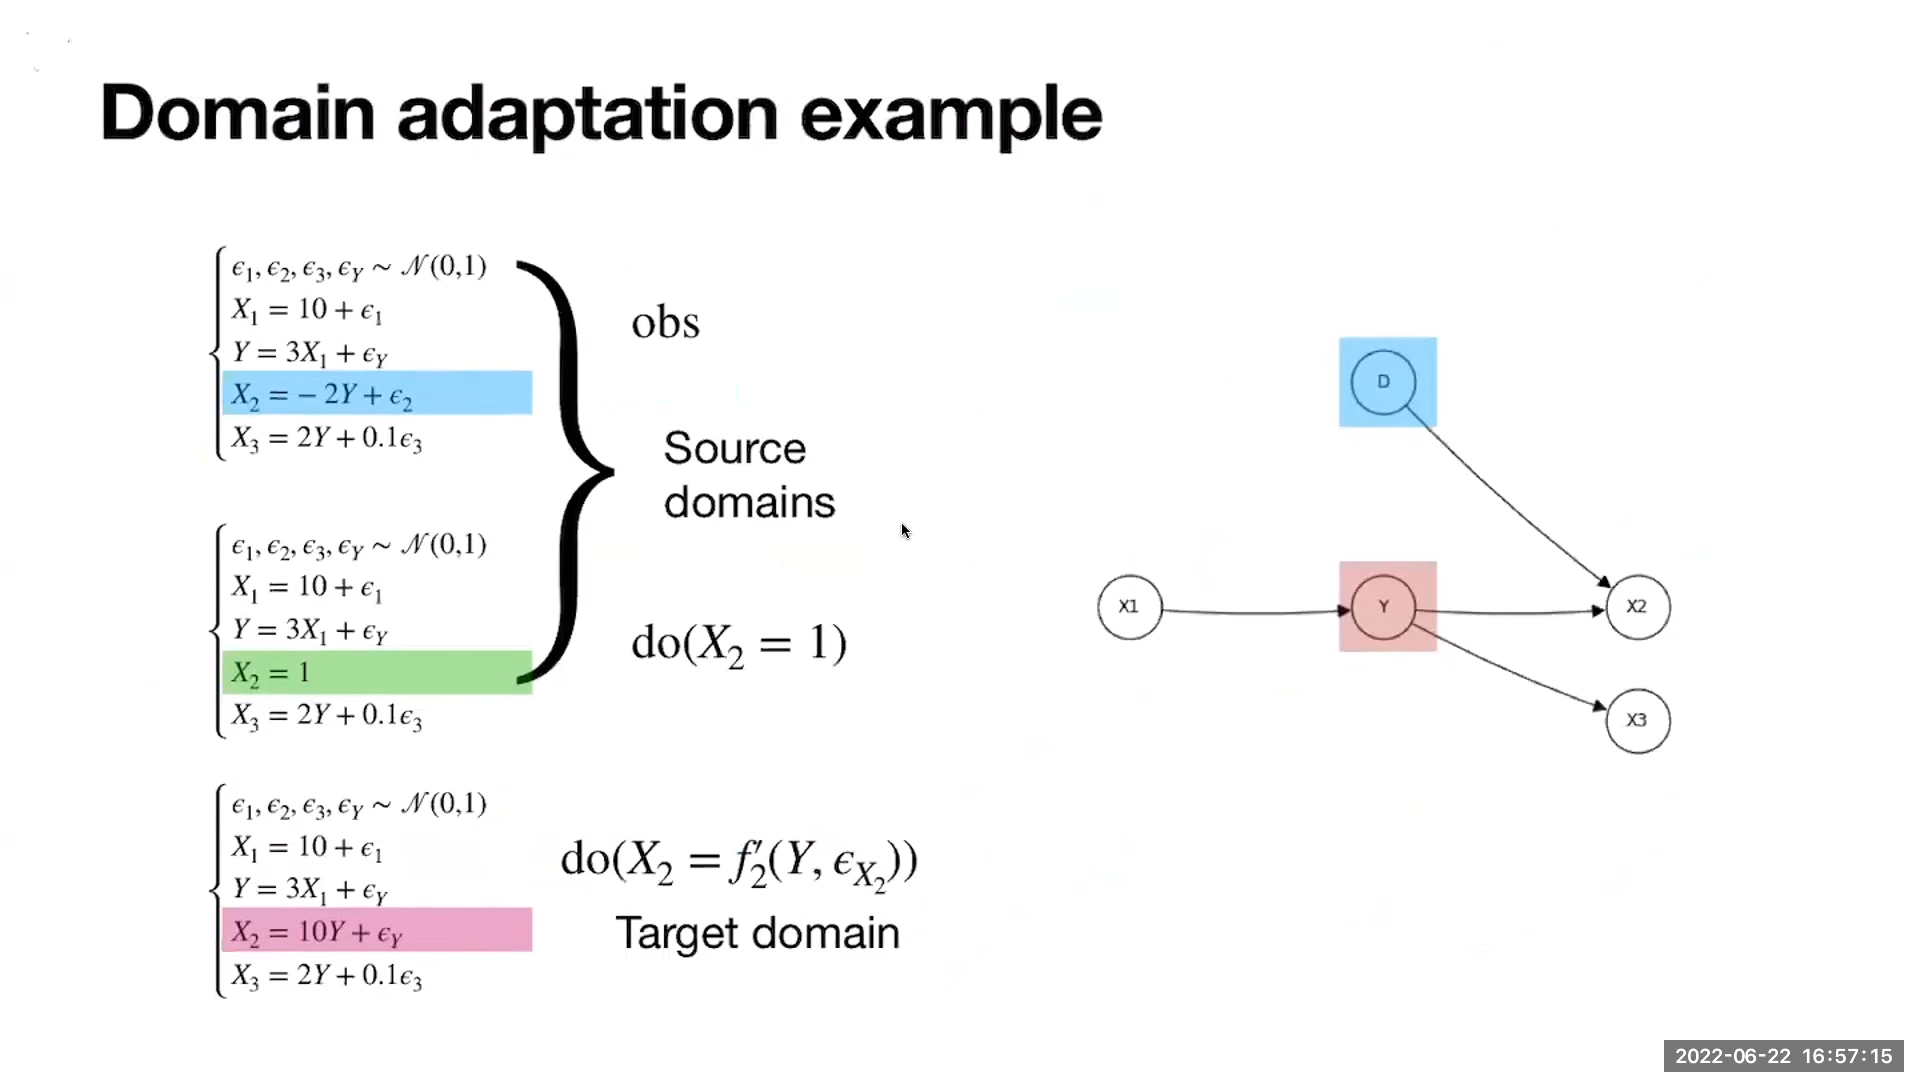 Domain adaptation example
ϵ₁, ϵ₂, ϵ₃, ϵ_Y ∼ 𝒩(0,1)
X₁ = 10 + ϵ₁
Y = 3X₁ + ϵ_Y
X₂ = − 2Y + ϵ₂
X₃ = 2Y + 0.1ϵ₃
obs
Source
domains
ϵ₁, ϵ₂, ϵ₃, ϵ_Y ∼ 𝒩(0,1)
X₁ = 10 + ϵ₁
Y = 3X₁ + ϵ_Y
X₂ = 1
X₃ = 2Y + 0.1ϵ₃
do(X₂ = 1)
ϵ₁, ϵ₂, ϵ₃, ϵ_Y ∼ 𝒩(0,1)
X₁ = 10 + ϵ₁
Y = 3X₁ + ϵ_Y
X₂ = 10Y + ϵ_Y
X₃ = 2Y + 0.1ϵ₃
do(X₂ = f′₂(Y, ϵ_X₂))
Target domain
D
X1
Y
X2
X3
2022-06-22 16:57:15